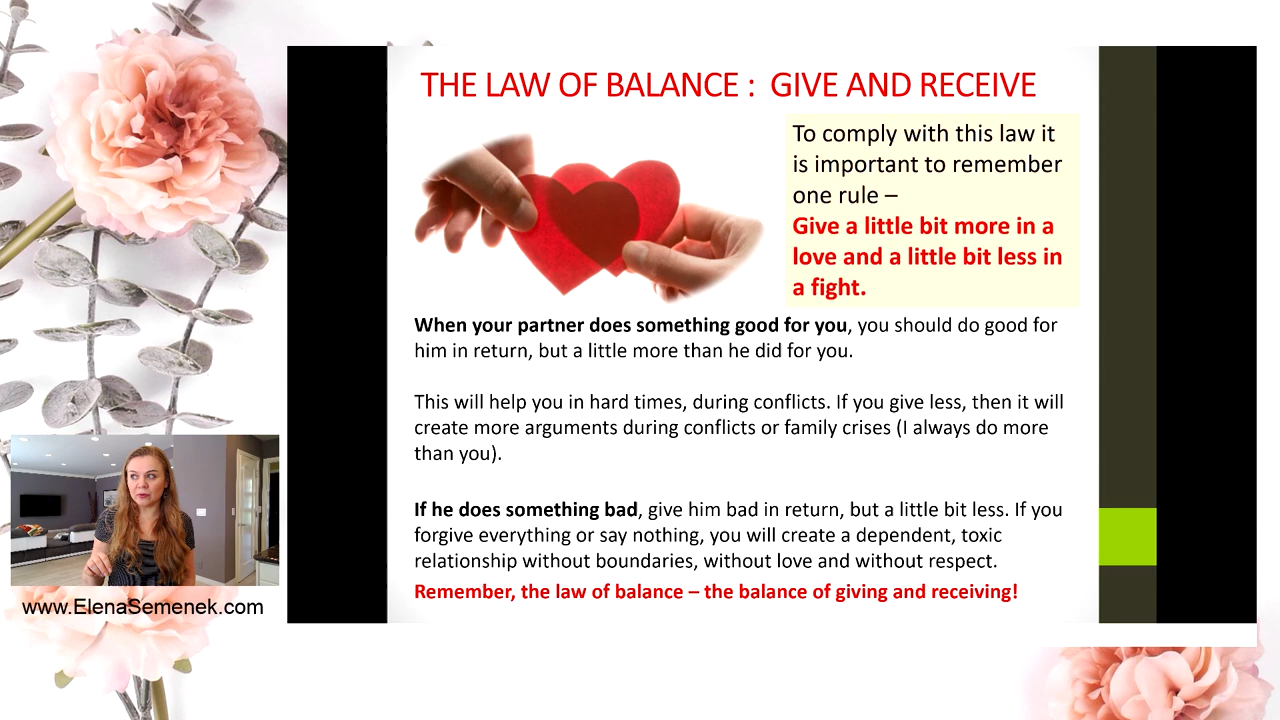 THE LAW OF BALANCE : GIVE AND RECEIVE
To comply with this law it
is important to remember
one rule –
Give a little bit more in a
love and a little bit less in
a fight.
When your partner does something good for you, you should do good for
him in return, but a little more than he did for you.
This will help you in hard times, during conflicts. If you give less, then it will
create more arguments during conflicts or family crises (I always do more
than you).
If he does something bad, give him bad in return, but a little bit less. If you
forgive everything or say nothing, you will create a dependent, toxic
relationship without boundaries, without love and without respect.
Remember, the law of balance – the balance of giving and receiving!
www.ElenaSemenek.com